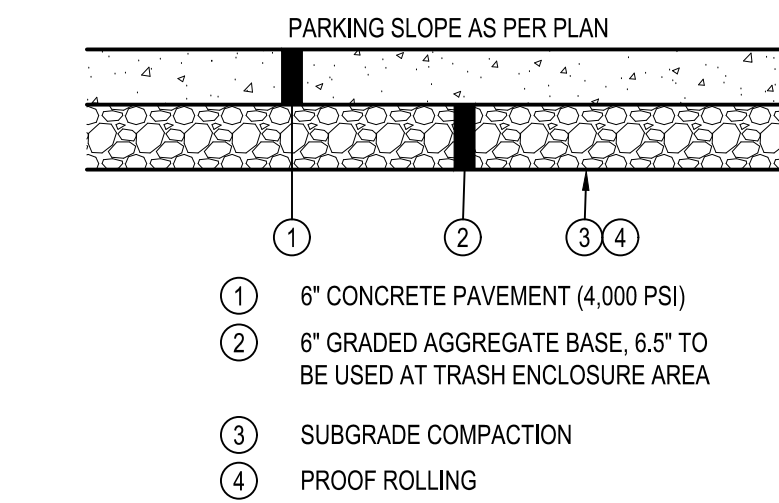 PARKING SLOPE AS PER PLAN
1 2 3 4
1 6" CONCRETE PAVEMENT (4,000 PSI)
2 6" GRADED AGGREGATE BASE, 6.5" TO
BE USED AT TRASH ENCLOSURE AREA
3 SUBGRADE COMPACTION
4 PROOF ROLLING